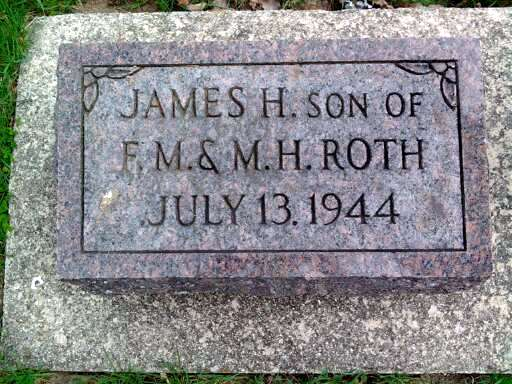 JAMES H. SON OF
F. M. & M. H. ROTH
JULY 13. 1944